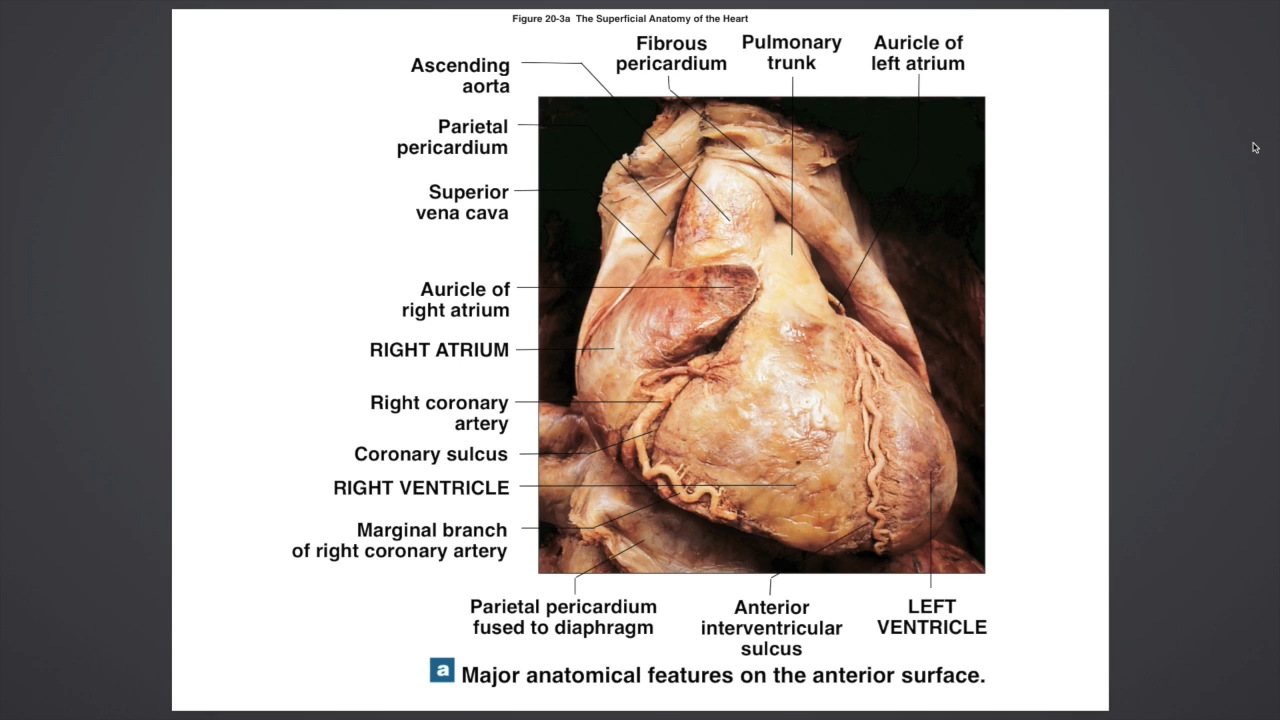 Figure 20-3a The Superficial Anatomy of the Heart
Fibrous
pericardium
Pulmonary
trunk
Auricle of
left atrium
Ascending
aorta
Parietal
pericardium
Superior
vena cava
Auricle of
right atrium
RIGHT ATRIUM
Right coronary
artery
Coronary sulcus
RIGHT VENTRICLE
Marginal branch
of right coronary artery
Parietal pericardium
fused to diaphragm
Anterior
interventricular
sulcus
LEFT
VENTRICLE
a Major anatomical features on the anterior surface.